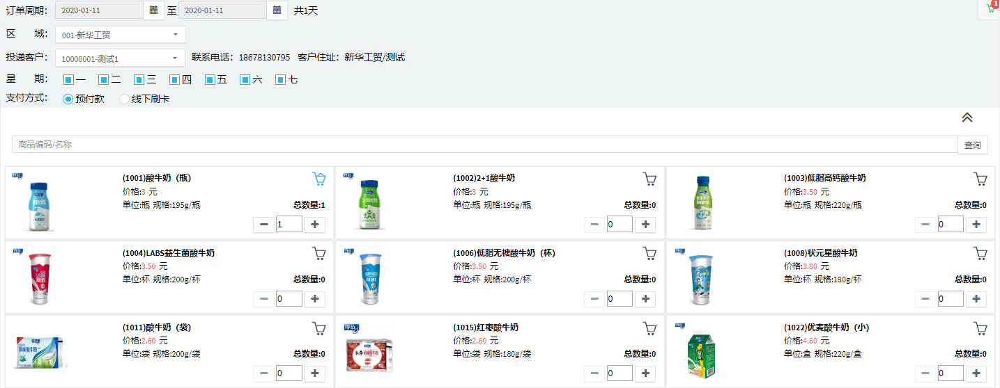 订单周期： 2020-01-11 至 2020-01-11 共1天
1
区 域： 001-新华工贸
投递客户： 10000001-测试1 联系电话：18678130795 客户住址：新华工贸/测试
星 期： 一 二 三 四 五 六 七
支付方式： 预付款 线下刷卡
商品编码/名称 查询
(1001)酸牛奶（瓶）
价格:3 元
单位:瓶 规格:195g/瓶 总数量:1
1
(1002)2+1酸牛奶
价格:3 元
单位:瓶 规格:195g/瓶 总数量:0
0
(1003)低脂高钙酸牛奶
价格:3.50 元
单位:瓶 规格:220g/瓶 总数量:0
0
(1004)LABS益生菌酸牛奶
价格:3.50 元
单位:杯 规格:200g/杯 总数量:0
0
(1006)低脂无糖酸牛奶（杯）
价格:3.50 元
单位:杯 规格:200g/杯 总数量:0
0
(1008)状元星酸牛奶
价格:3.80 元
单位:杯 规格:180g/杯 总数量:0
0
(1011)酸牛奶（袋）
价格:2.60 元
单位:袋 规格:200g/袋 总数量:0
0
(1015)红枣酸牛奶
价格:2.60 元
单位:袋 规格:180g/袋 总数量:0
0
(1022)优麦酸牛奶（小）
价格:4.60 元
单位:盒 规格:220g/盒 总数量:0
0